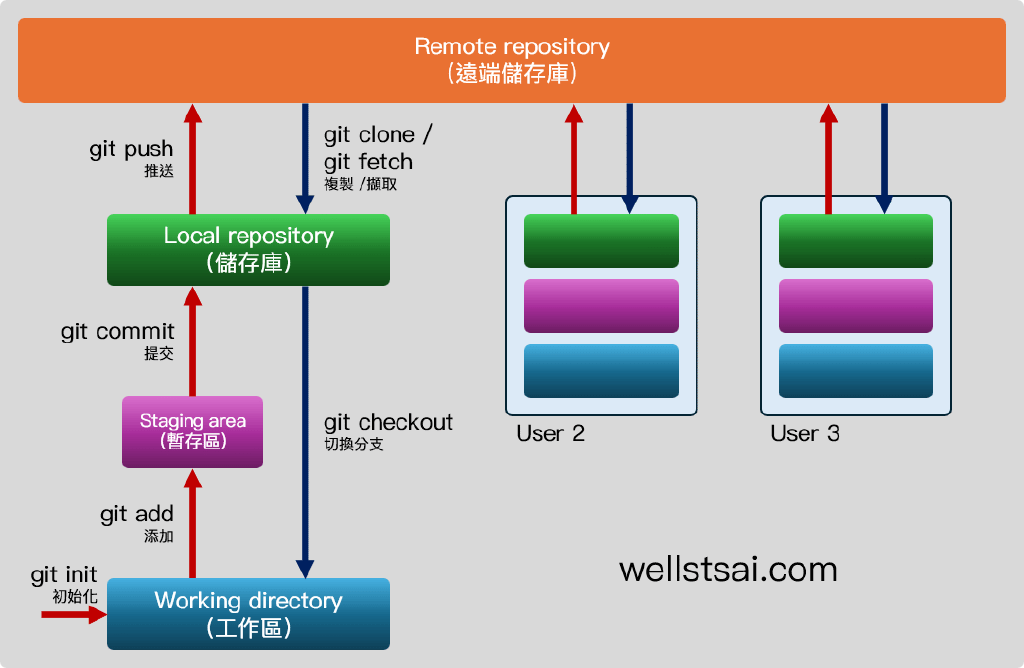 Remote repository
（遠端儲存庫）
git push
推送
git clone /
git fetch
複製 /擷取
Local repository
（儲存庫）
git commit
提交
Staging area
（暫存區）
git checkout
切換分支
git add
添加
git init
初始化
Working directory
（工作區）
User 2
User 3
wellstsai.com